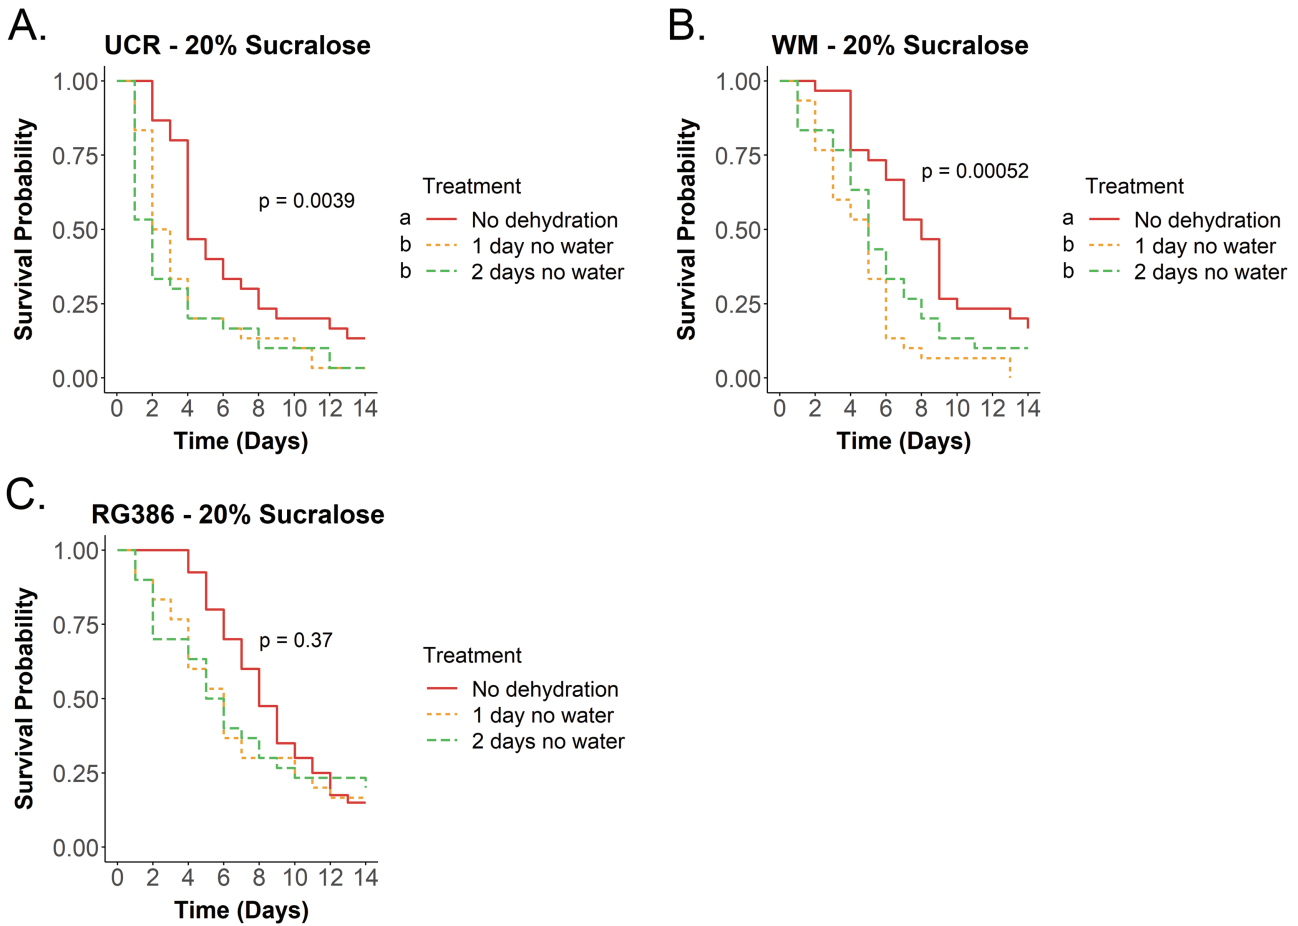 A.
UCR - 20% Sucralose
Survival Probability
1.00
0.75
0.50
0.25
0.00
p = 0.0039
0 2 4 6 8 10 12 14
Time (Days)
Treatment
a No dehydration
b 1 day no water
b 2 days no water
B.
WM - 20% Sucralose
Survival Probability
1.00
0.75
0.50
0.25
0.00
p = 0.00052
0 2 4 6 8 10 12 14
Time (Days)
Treatment
a No dehydration
b 1 day no water
b 2 days no water
C.
RG386 - 20% Sucralose
Survival Probability
1.00
0.75
0.50
0.25
0.00
p = 0.37
0 2 4 6 8 10 12 14
Time (Days)
Treatment
No dehydration
1 day no water
2 days no water